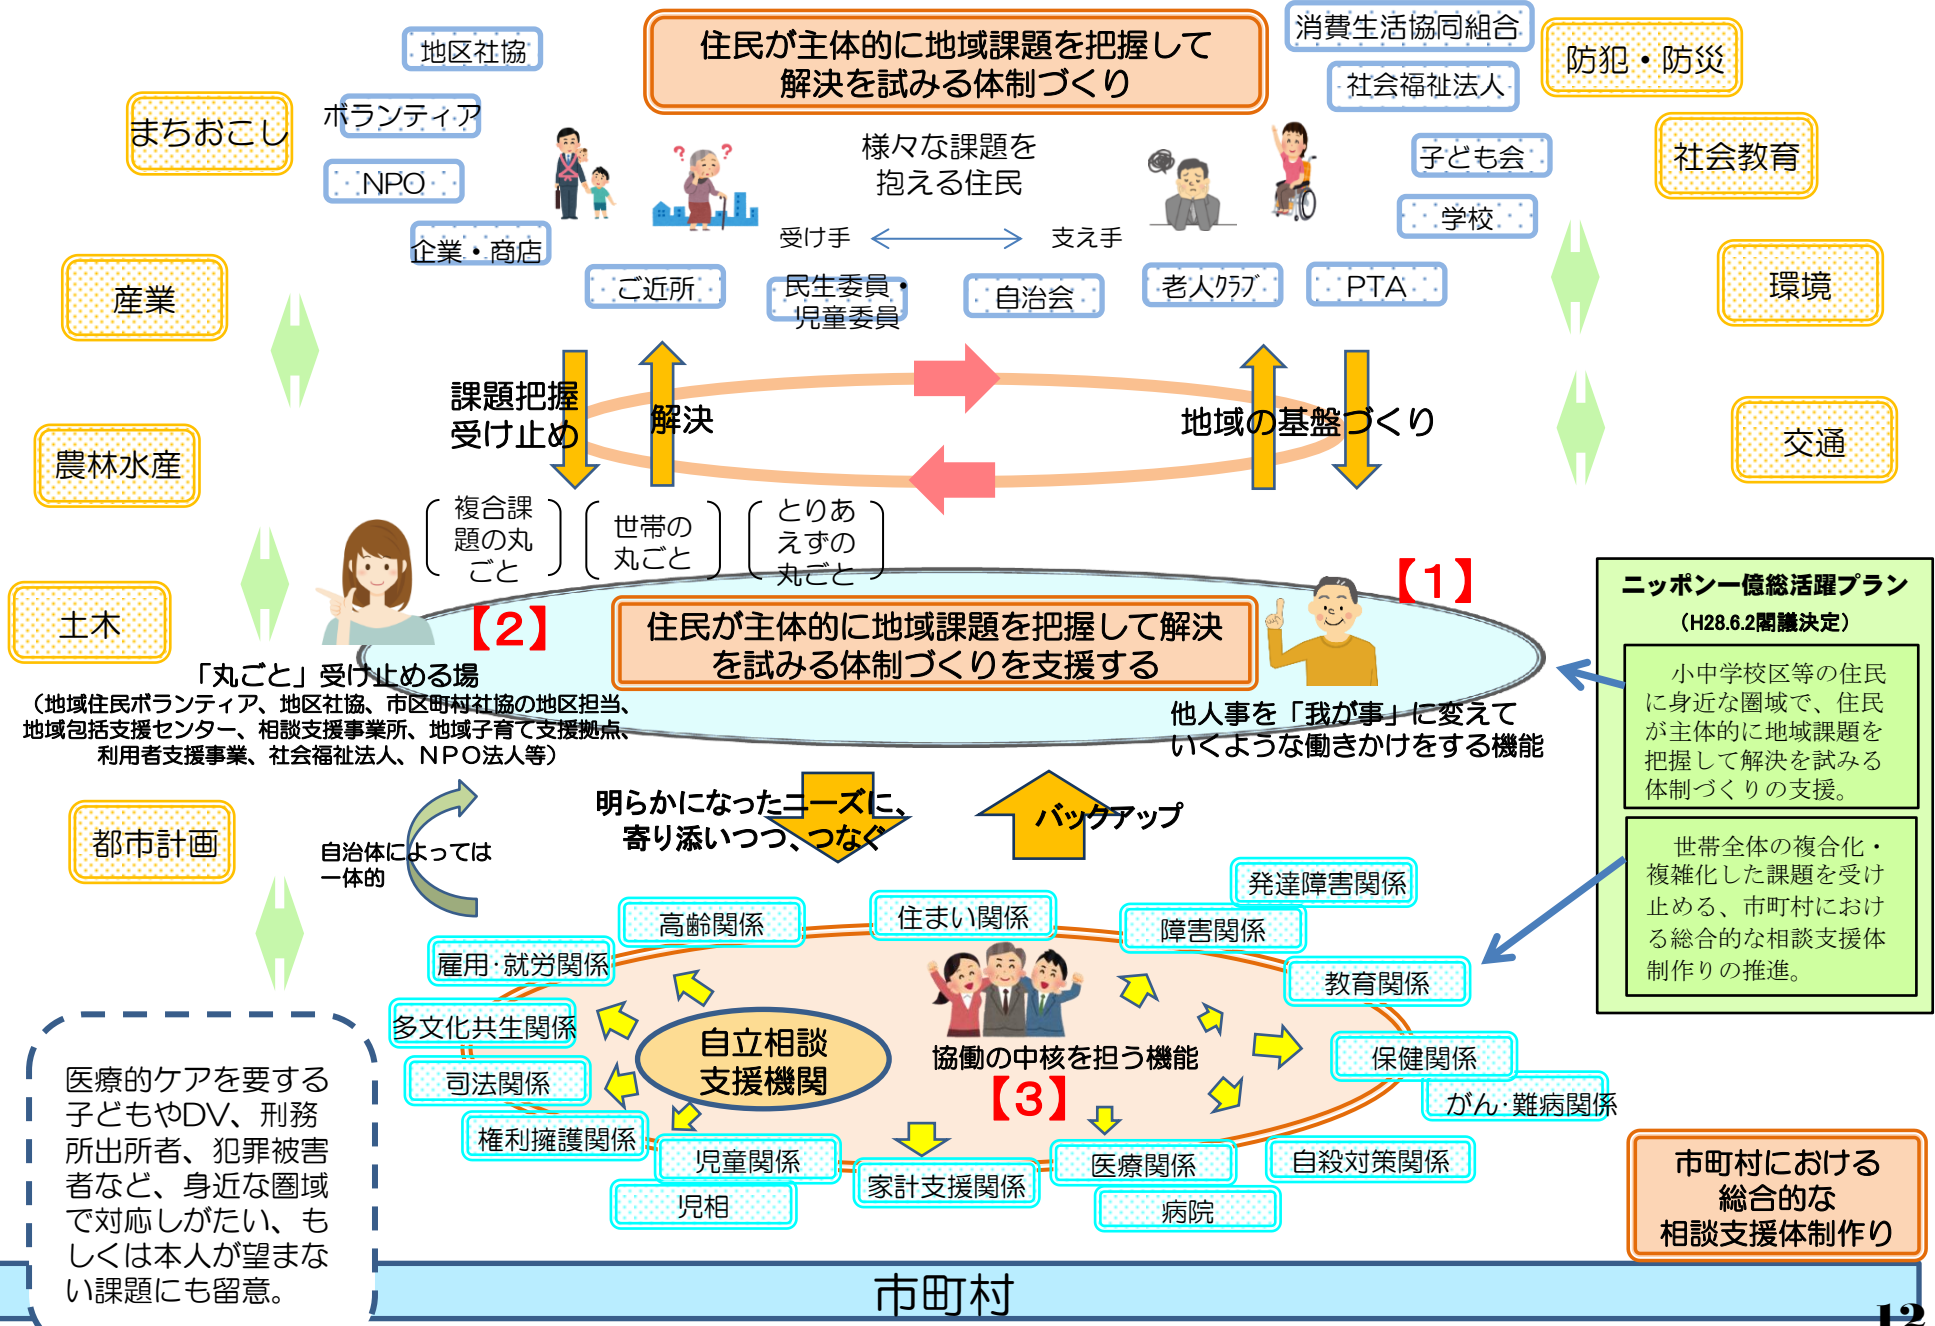 住民が主体的に地域課題を把握して
解決を試みる体制づくり
消費生活協同組合
防犯・防災
地区社協
社会福祉法人
まちおこし
ボランティア
NPO
様々な課題を
抱える住民
子ども会
社会教育
学校
企業・商店
受け手
支え手
産業
ご近所
民生委員・
児童委員
自治会
老人クラブ
PTA
環境
課題把握
受け止め
解決
地域の基盤づくり
交通
農林水産
複合課
題の丸
ごと
世帯の
丸ごと
とりあ
えずの
丸ごと
土木
【2】
住民が主体的に地域課題を把握して解決
を試みる体制づくりを支援する
【1】
「丸ごと」受け止める場
（地域住民ボランティア、地区社協、市区町村社協の地区担当、
地域包括支援センター、相談支援事業所、地域子育て支援拠点、
利用者支援事業、社会福祉法人、NPO法人等）
他人事を「我が事」に変えて
いくような働きかけをする機能
ニッポン一億総活躍プラン
（H28.6.2閣議決定）
小中学校区等の住民
に身近な圏域で、住民
が主体的に地域課題を
把握して解決を試みる
体制づくりの支援。
世帯全体の複合化・
複雑化した課題を受け
止める、市町村におけ
る総合的な相談支援体
制作りの推進。
都市計画
自治体によっては
一体的
明らかになったニーズに、
寄り添いつつ、つなぐ
バックアップ
発達障害関係
高齢関係
住まい関係
障害関係
雇用・就労関係
教育関係
多文化共生関係
自立相談
支援機関
協働の中核を担う機能
【3】
保健関係
司法関係
がん・難病関係
権利擁護関係
児童関係
児相
家計支援関係
医療関係
病院
自殺対策関係
医療的ケアを要する
子どもやDV、刑務
所出所者、犯罪被害
者など、身近な圏域
で対応しがたい、も
しくは本人が望まな
い課題にも留意。
市町村における
総合的な
相談支援体制作り
市町村
12